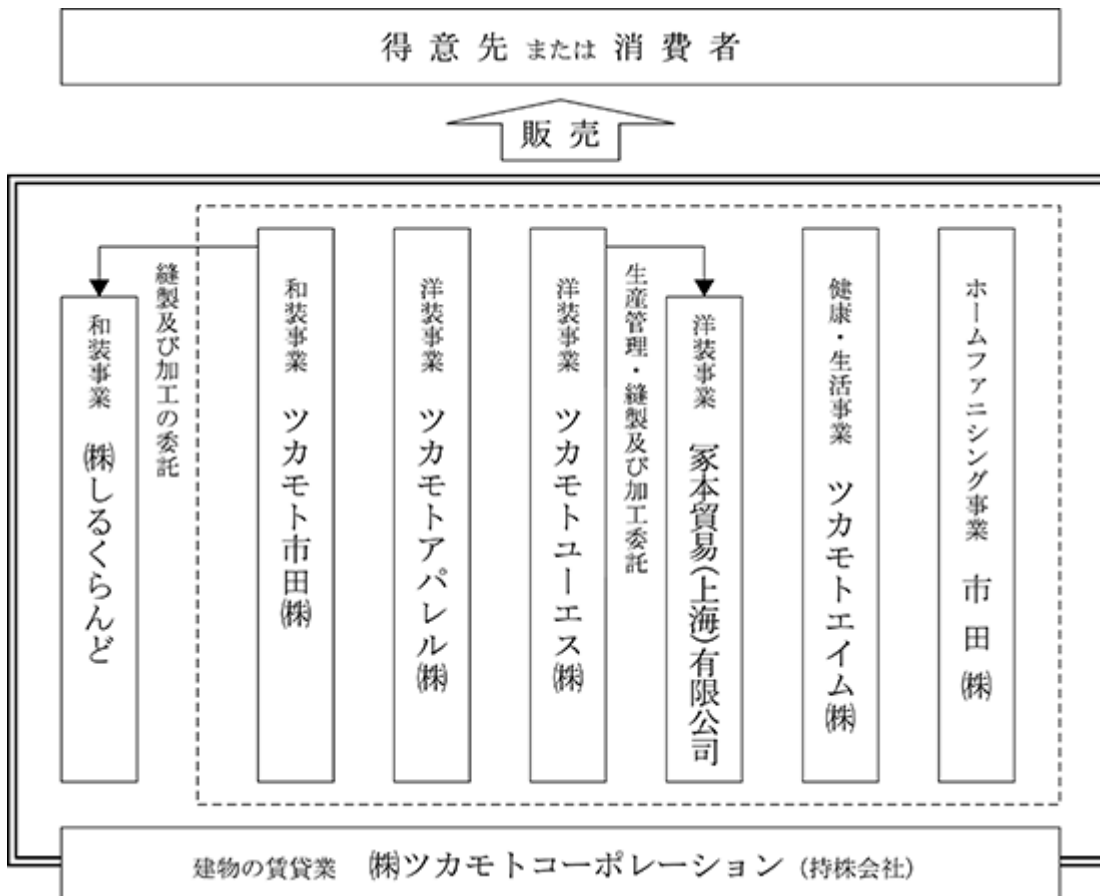 得意先または消費者
販売
縫製及び加工の委託
和装事業 ㈱しるくらんど
和装事業 ツカモト市田㈱
洋装事業 ツカモトアパレル㈱
洋装事業 ツカモトユーエス㈱
生産管理・縫製及び加工委託
洋装事業 冢本貿易(上海)有限公司
健康・生活事業 ツカモトエイム㈱
ホームファニシング事業 市田㈱
建物の賃貸業 ㈱ツカモトコーポレーション(持株会社)